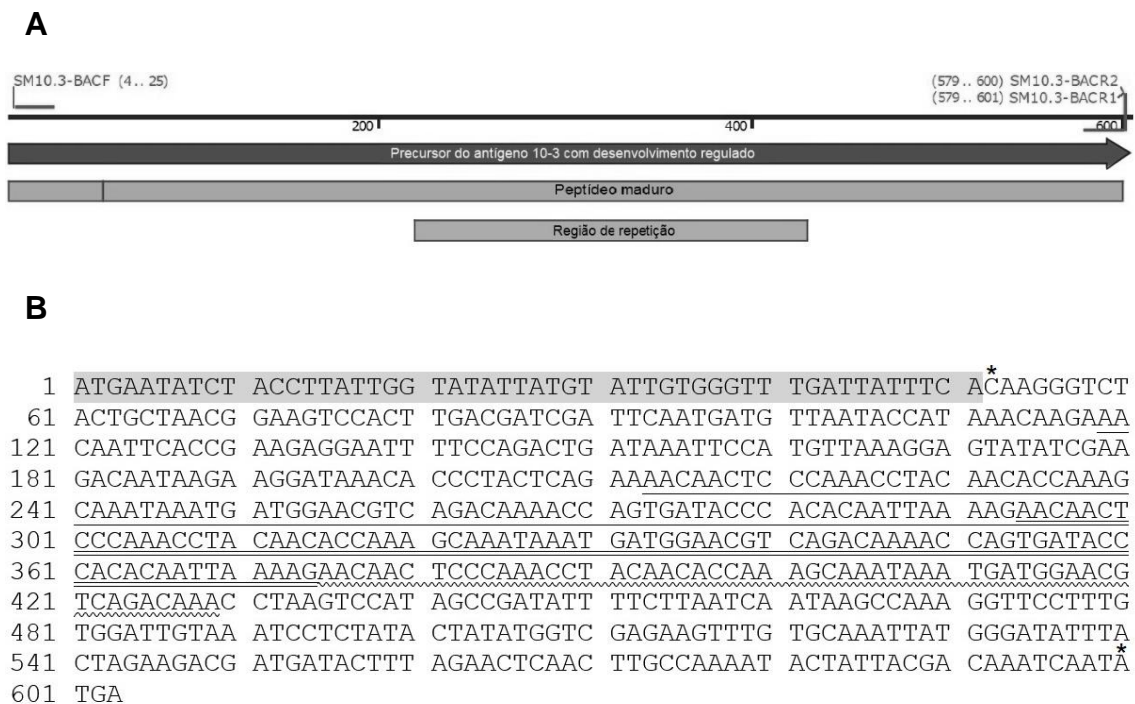 A
SM10.3-BACF (4.. 25)
(579.. 600) SM10.3-BACR2
(579.. 601) SM10.3-BACR1
200 400 600
Precursor do antígeno 10-3 com desenvolvimento regulado
Peptídeo maduro
Região de repetição
B
*
1 ATGAATATCT ACCTTATTGG TATATTATGT ATTGTGGGTT TGATTATTTC ACAAGGGTCT
61 ACTGCTAACG GAAGTCCACT TGACGATCGA TTCAATGATG TTAATACCAT AAACAAGAAA
121 CAATTCACCG AAGAGGAATT TTCCAGACTG ATAAATTCCA TGTTAAAGGA GTATATCGAA
181 GACAATAAGA AGGATAAACA CCCTACTCAG AAAACAACTC CCAAACCTAC AACACCAAAG
241 CAAATAAATG ATGGAACGTC AGACAAAACC AGTGATACCC ACACAATTAA AAGAACAACT
301 CCCAAACCTA CAACACCAAA GCAAATAAAT GATGGAACGT CAGACAAAAC CAGTGATACC
361 CACACAATTA AAAGAACAAC TCCCAAACCT ACAACACCAA AGCAAATAAA TGATGGAACG
421 TCAGACAAAC CTAAGTCCAT AGCCGATATT TTCTTAATCA ATAAGCCAAA GGTTCCTTTG
481 TGGATTGTAA ATCCTCTATA CTATATGGTC GAGAAGTTTG TGCAAATTAT GGGATATTTA
541 CTAGAAGACG ATGATACTTT AGAACTCAAC TTGCCAAAAT ACTATTACGA CAAATCAATA
*
601 TGA